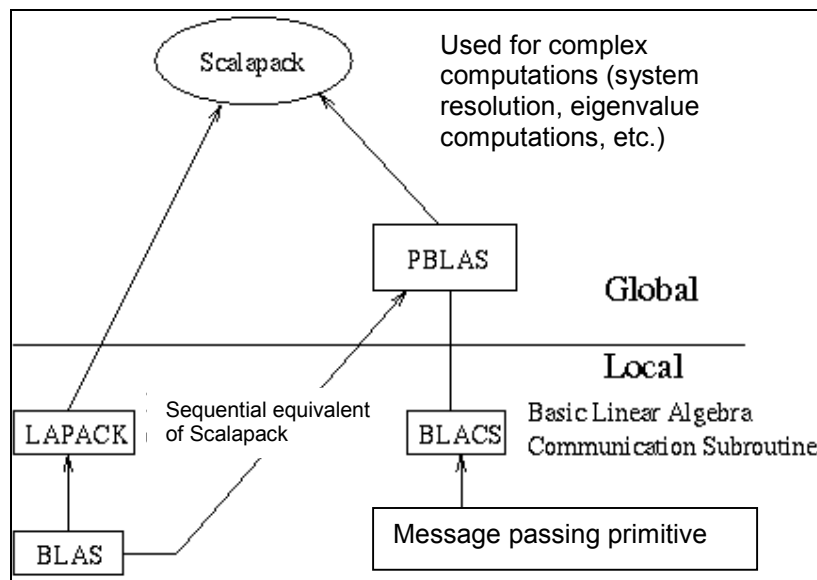 Scalapack
Used for complex
computations (system
resolution, eigenvalue
computations, etc.)
PBLAS
Global
Local
LAPACK
Sequential equivalent
of Scalapack
BLACS
Basic Linear Algebra
Communication Subroutine
BLAS
Message passing primitive